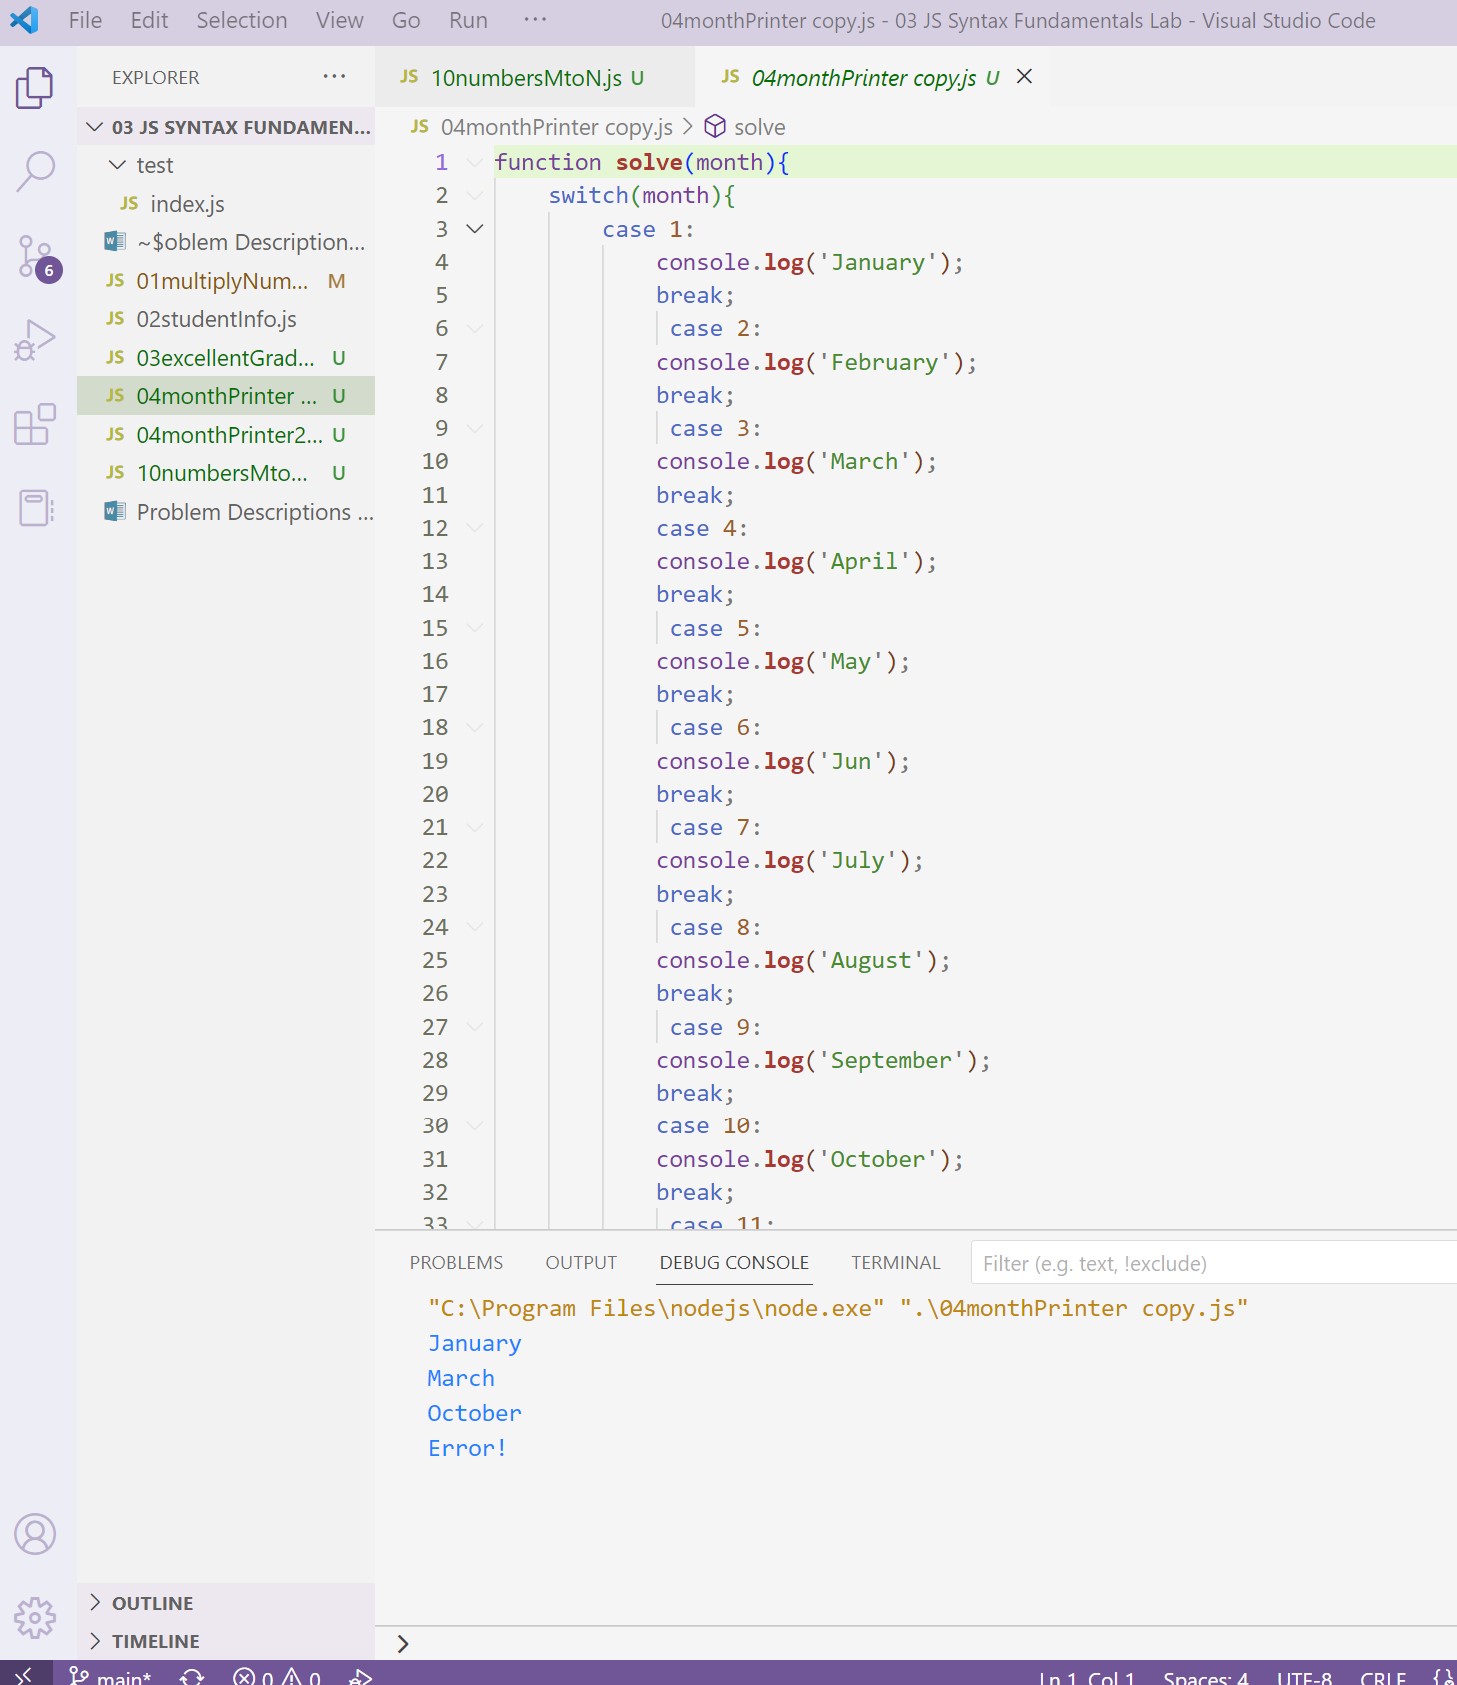 File Edit Selection View Go Run ··· 04monthPrinter copy.js - 03 JS Syntax Fundamentals Lab - Visual Studio Code
EXPLORER ···
JS 10numbersMtoN.js U JS 04monthPrinter copy.js U
03 JS SYNTAX FUNDAMEN...
JS 04monthPrinter copy.js > solve
test
JS index.js
~$oblem Description...
JS 01multiplyNum... M
JS 02studentInfo.js
JS 03excellentGrad... U
JS 04monthPrinter ... U
JS 04monthPrinter2... U
JS 10numbersMto... U
Problem Descriptions ...
6
OUTLINE
TIMELINE
1 function solve(month){
2 switch(month){
3 case 1:
4 console.log('January');
5 break;
6 case 2:
7 console.log('February');
8 break;
9 case 3:
10 console.log('March');
11 break;
12 case 4:
13 console.log('April');
14 break;
15 case 5:
16 console.log('May');
17 break;
18 case 6:
19 console.log('Jun');
20 break;
21 case 7:
22 console.log('July');
23 break;
24 case 8:
25 console.log('August');
26 break;
27 case 9:
28 console.log('September');
29 break;
30 case 10:
31 console.log('October');
32 break;
33 case 11:
PROBLEMS OUTPUT DEBUG CONSOLE TERMINAL Filter (e.g. text, !exclude)
"C:\Program Files\nodejs\node.exe" ".\04monthPrinter copy.js"
January
March
October
Error!
>
main* 0 0 Ln 1, Col 1 Spaces: 4 UTF-8 CRLF {}